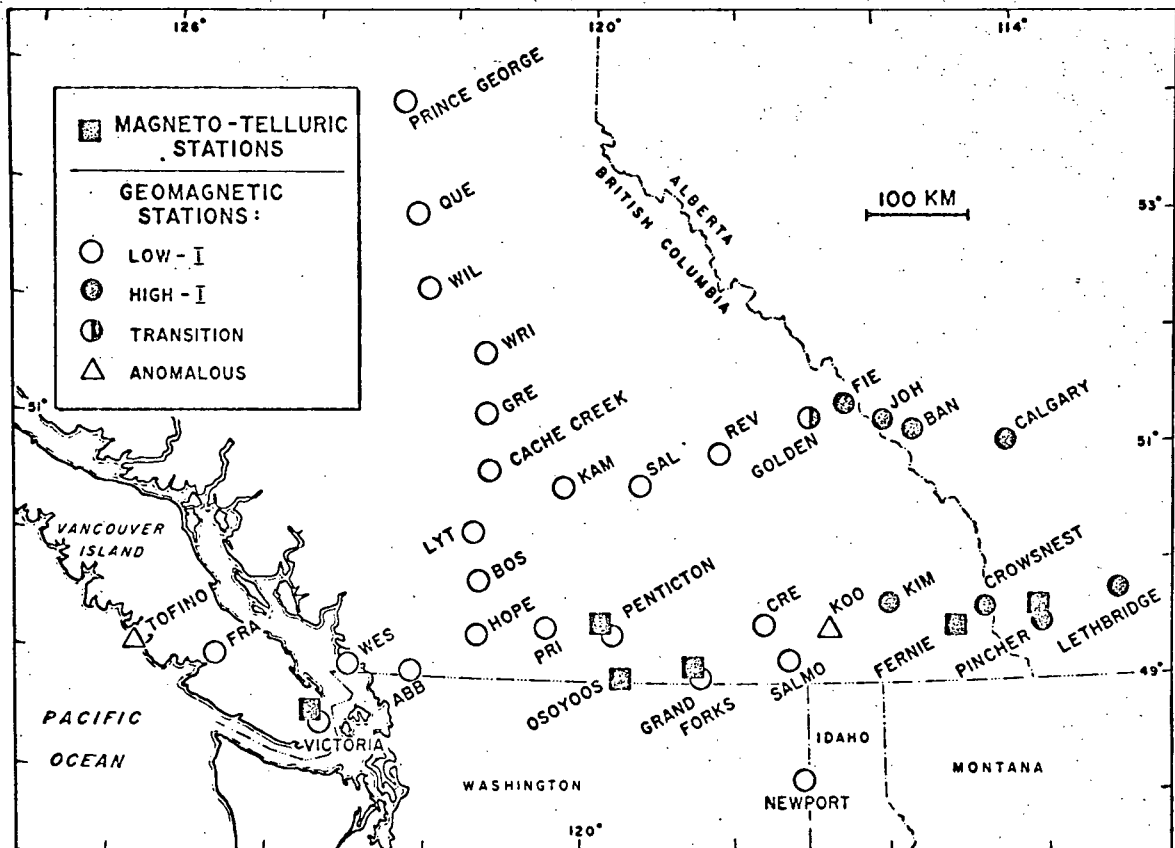 126°
120°
114°
MAGNETO-TELLURIC
STATIONS
GEOMAGNETIC
STATIONS:
LOW-I
HIGH-I
TRANSITION
ANOMALOUS
PRINCE GEORGE
QUE
WIL
WRI
GRE
CACHE CREEK
KAM
SAL
REV
GOLDEN
FIE
JOH
BAN
CALGARY
ALBERTA
BRITISH COLUMBIA
100 KM
53°
51°
51°
LYT
BOS
HOPE
PRI
PENTICTON
CRE
KOO
KIM
CROWSNEST
FERNIE
PINCHER
LETHBRIDGE
VANCOUVER
ISLAND
TOFINO
FRA
WES
ABB
OSOYOOS
GRAND
FORKS
SALMO
49°
PACIFIC
OCEAN
VICTORIA
WASHINGTON
IDAHO
MONTANA
NEWPORT
120°